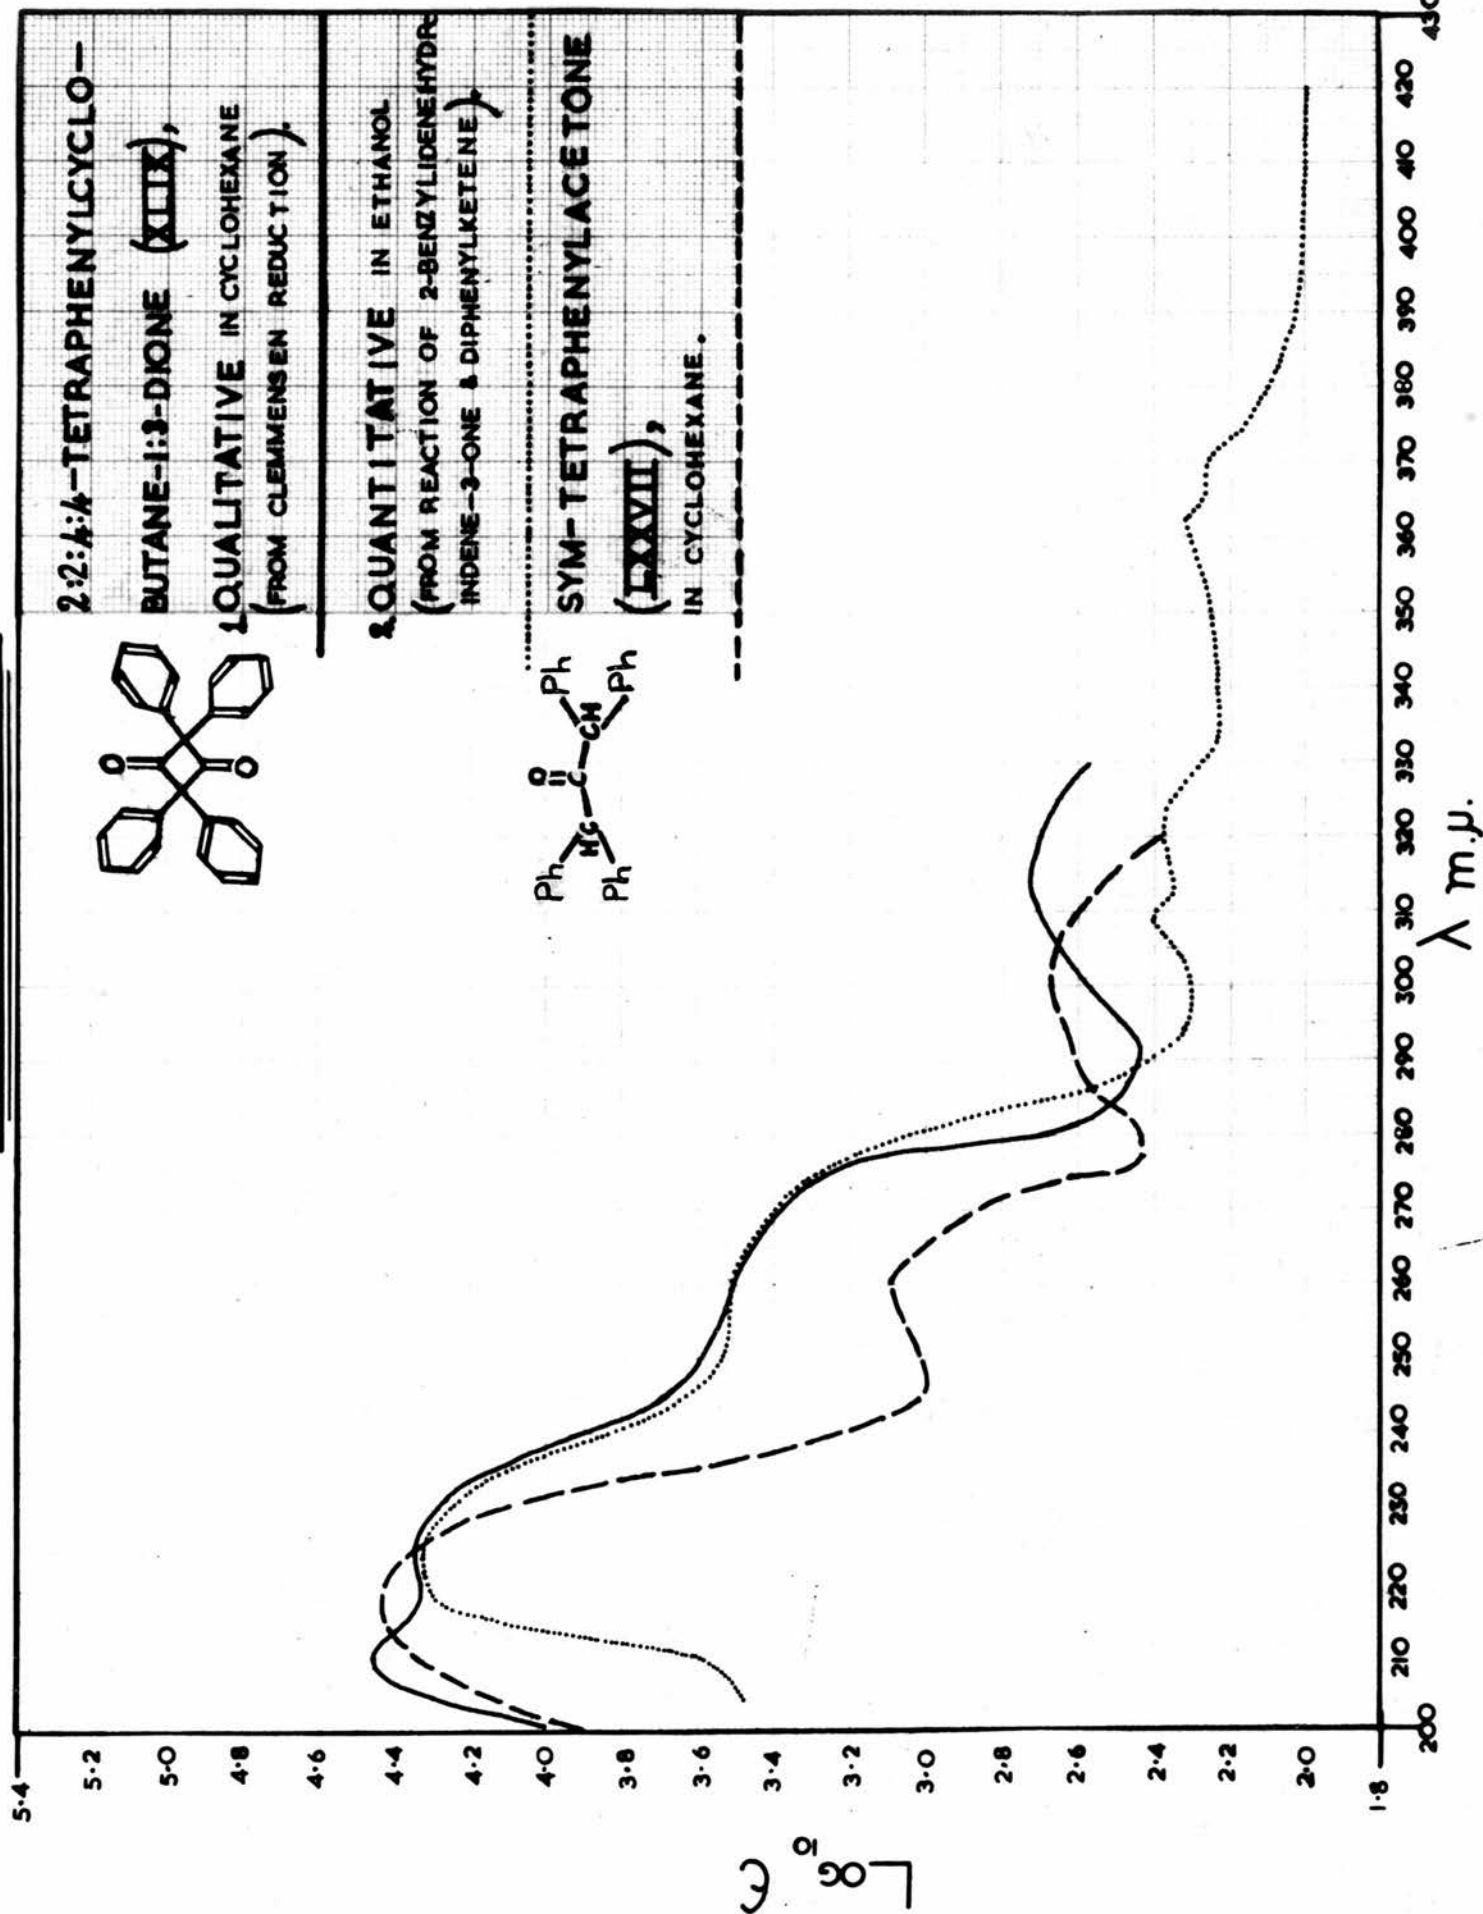 2:2:4:4-TETRAPHENYLCYCLO-
BUTANE-1:3-DIONE (XLIX),
1. QUALITATIVE IN CYCLOHEXANE
(FROM CLEMMENSEN REDUCTION).
2. QUANTITATIVE IN ETHANOL
(FROM REACTION OF 2-BENZYLIDENEHYDR-
INDENE-3-ONE & DIPHENYLKETENE).
SYM-TETRAPHENYLACETONE
(LXXVII),
IN CYCLOHEXANE.
O
O
Ph
Ph
HC
O
C
CH
Ph
Ph
LOG10 ϵ
5.4
5.2
5.0
4.8
4.6
4.4
4.2
4.0
3.8
3.6
3.4
3.2
3.0
2.8
2.6
2.4
2.2
2.0
1.8
200 210 220 230 240 250 260 270 280 290 300 310 320 330 340 350 360 370 380 390 400 410 420 430
λ m.µ.